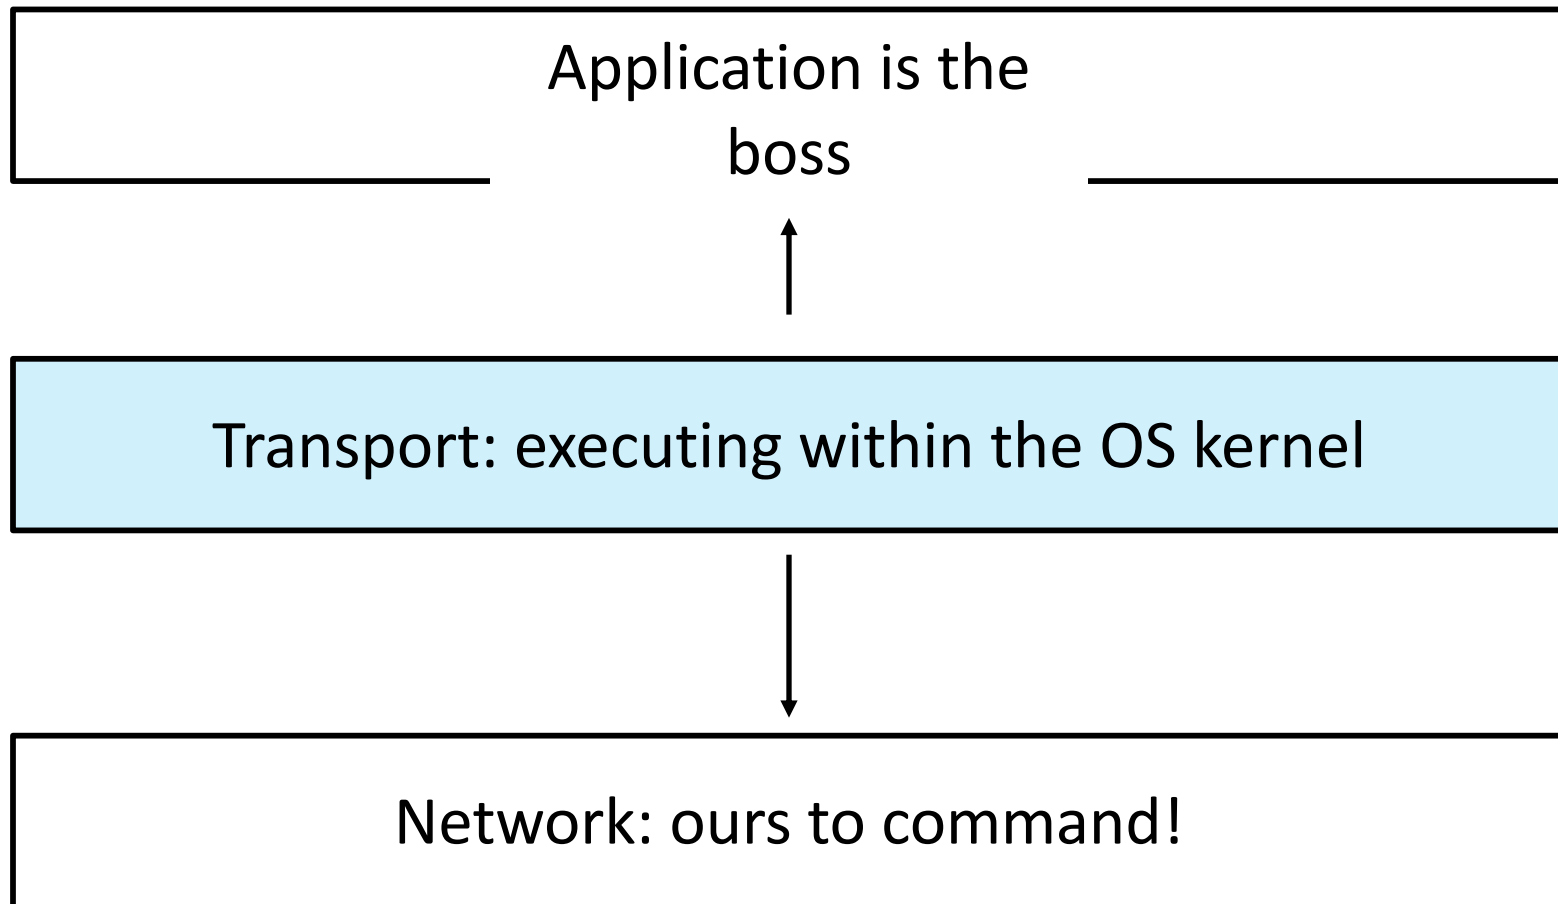 Application is the
boss
Transport: executing within the OS kernel
Network: ours to command!